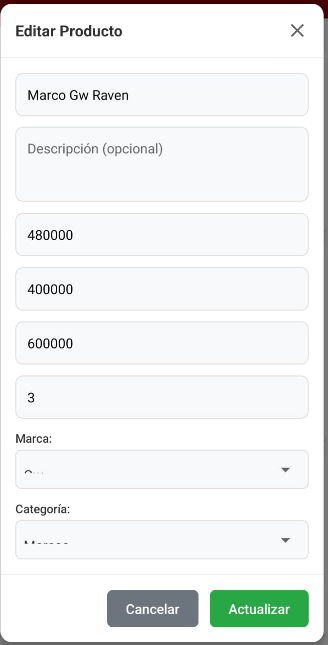 Editar Producto
Marco Gw Raven
Descripción (opcional)
480000
400000
600000
3
Marca:
Categoría:
Cancelar
Actualizar